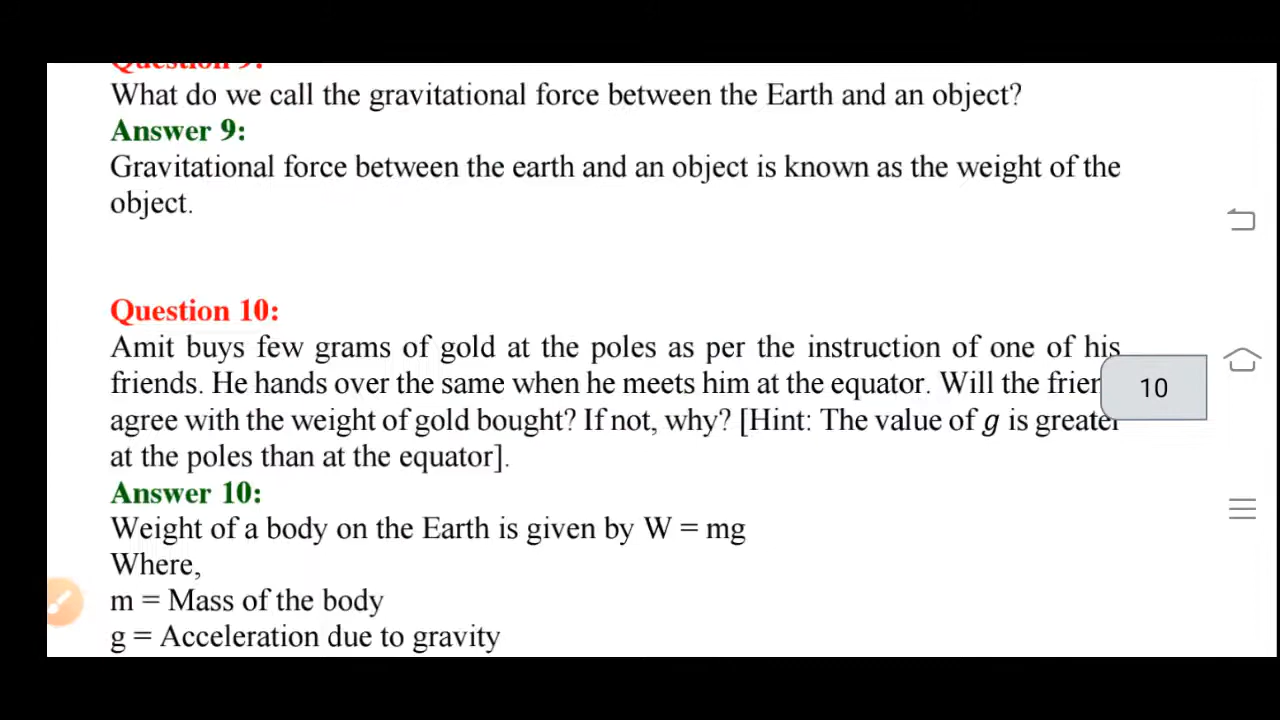 Question 9:
What do we call the gravitational force between the Earth and an object?
Answer 9:
Gravitational force between the earth and an object is known as the weight of the
object.
Question 10:
Amit buys few grams of gold at the poles as per the instruction of one of his
friends. He hands over the same when he meets him at the equator. Will the frien
10
agree with the weight of gold bought? If not, why? [Hint: The value of g is greater
at the poles than at the equator].
Answer 10:
Weight of a body on the Earth is given by W = mg
Where,
m = Mass of the body
g = Acceleration due to gravity